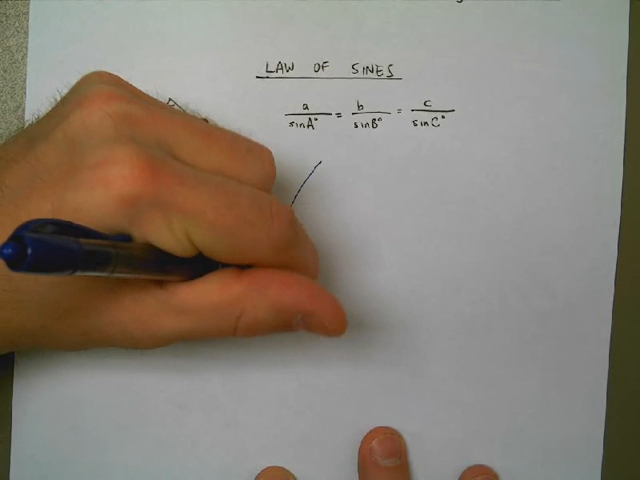 LAW OF SINES
a/sinA° = b/sinB° = c/sinC°